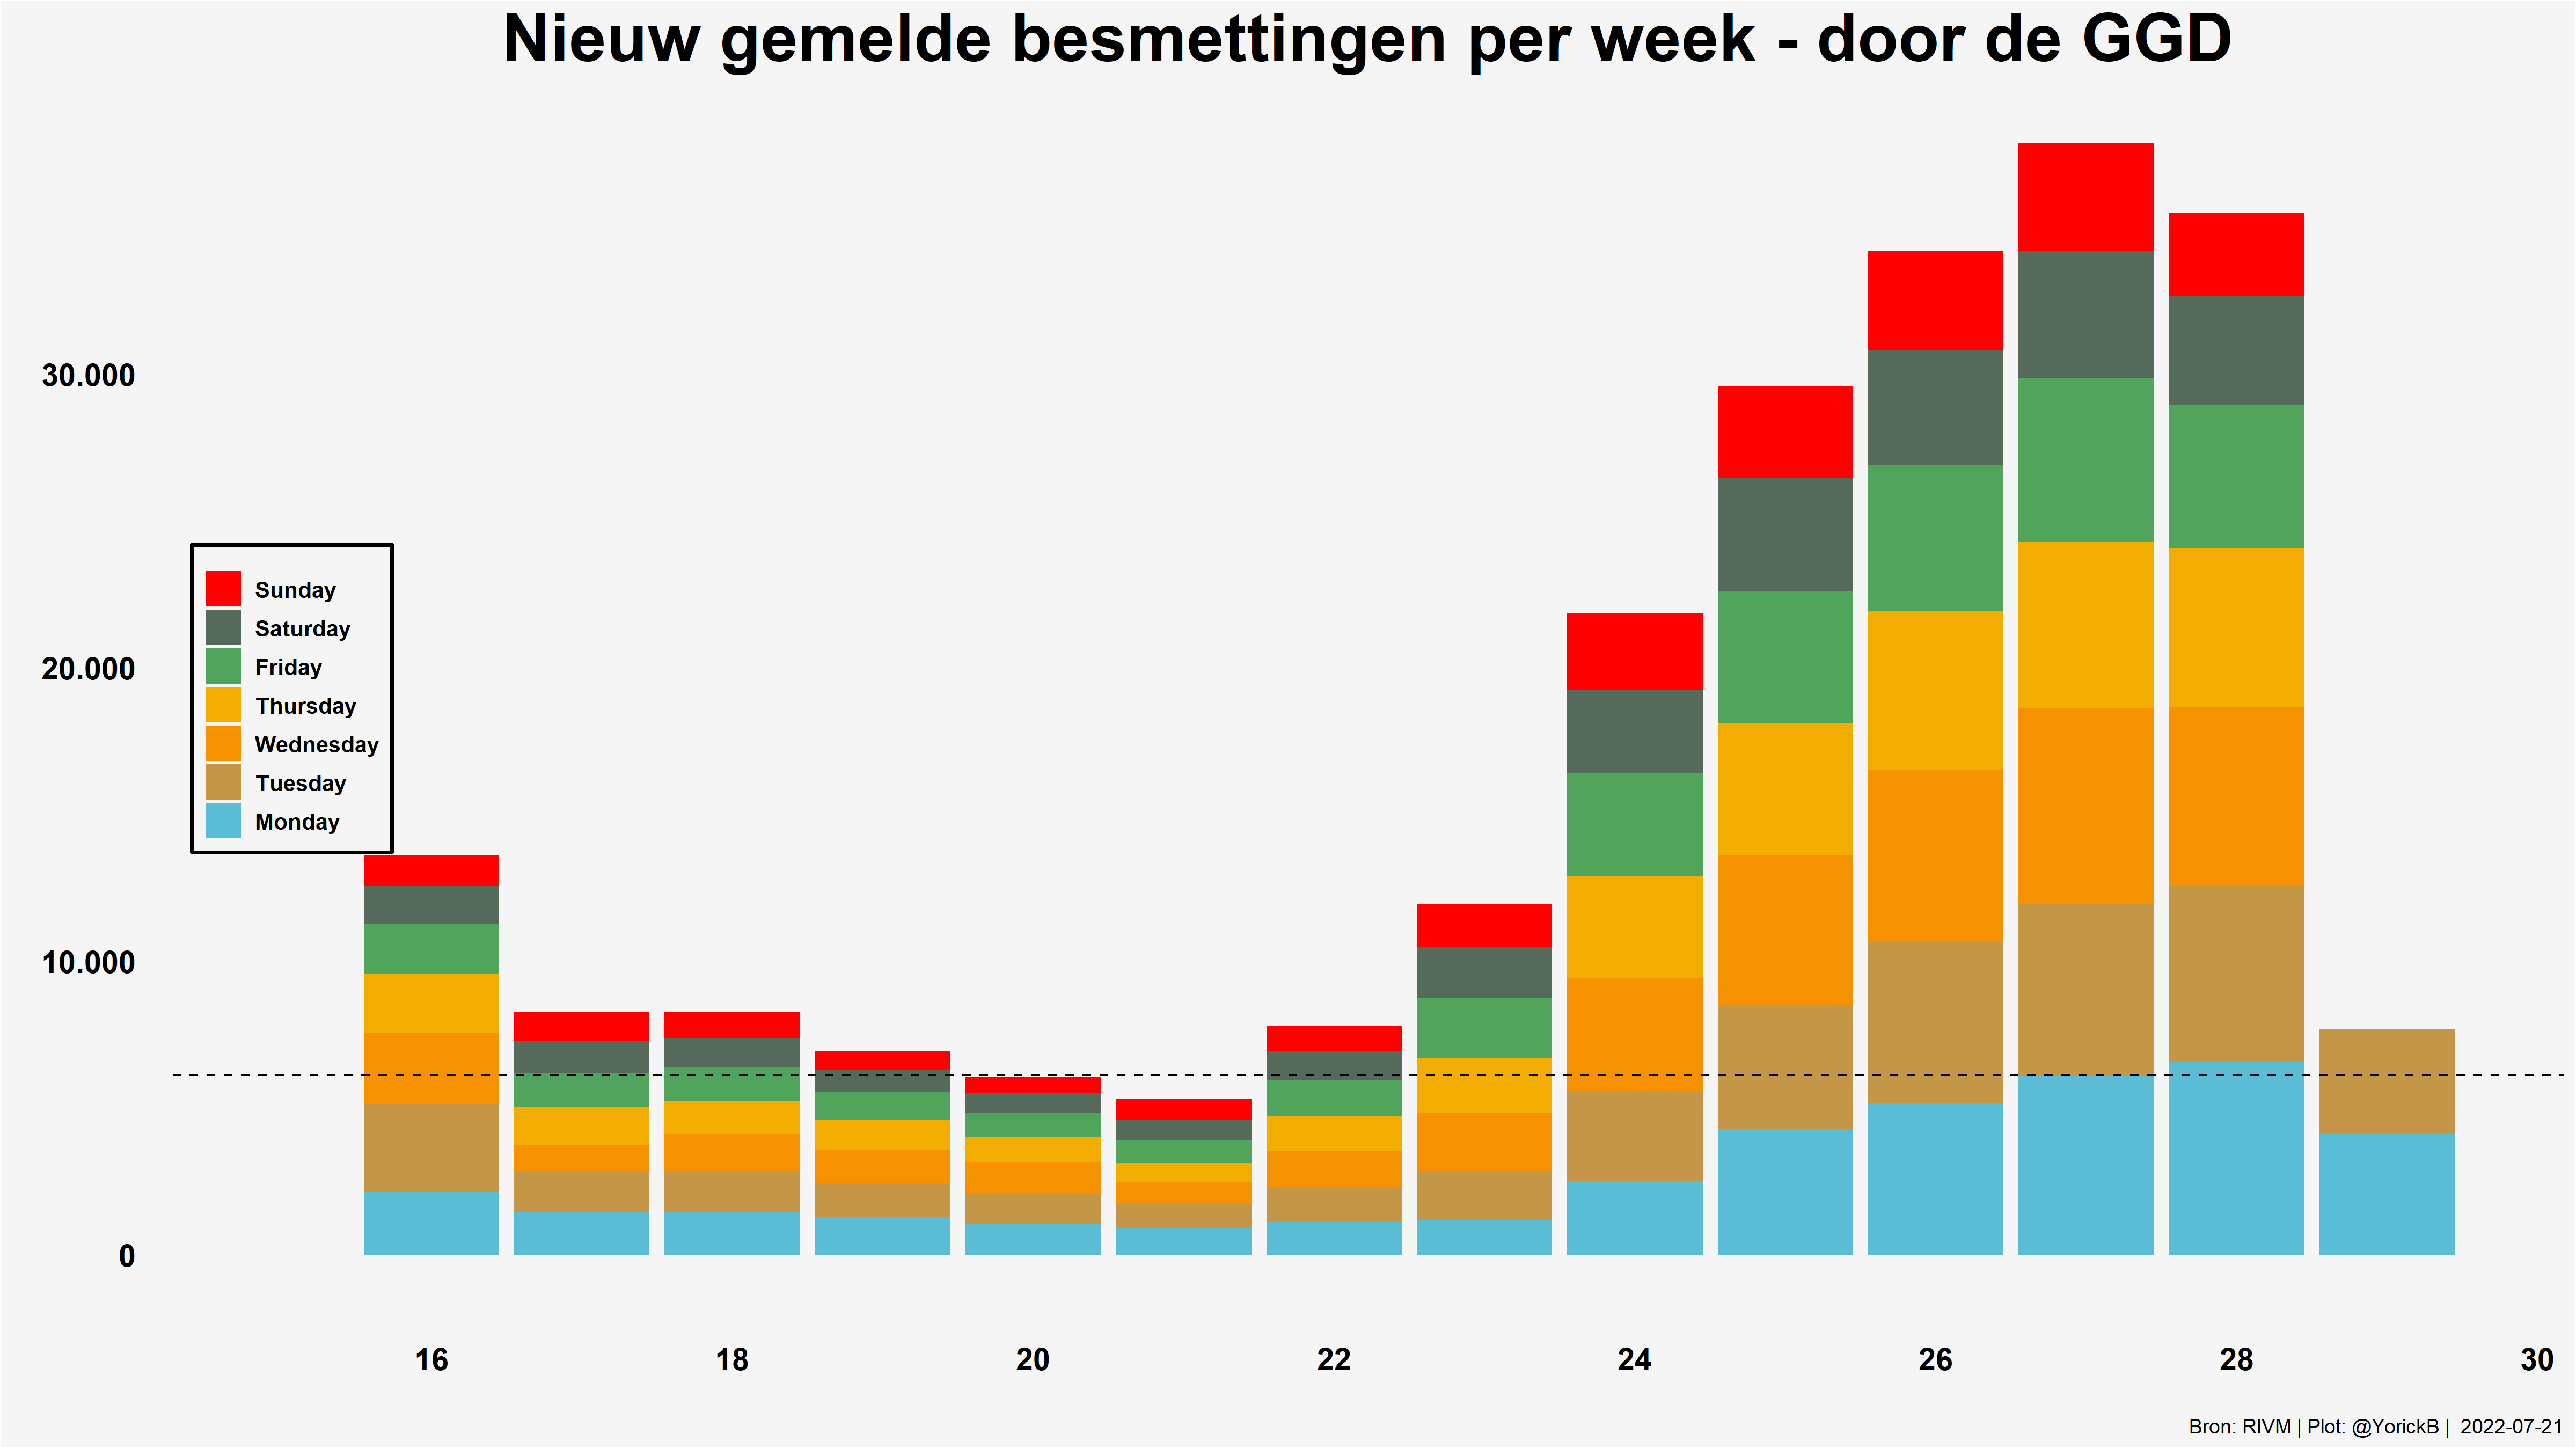 Nieuw gemelde besmettingen per week - door de GGD
30.000
20.000
10.000
0
Sunday
Saturday
Friday
Thursday
Wednesday
Tuesday
Monday
16 18 20 22 24 26 28 30
Bron: RIVM | Plot: @YorickB | 2022-07-21